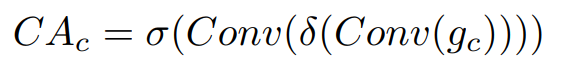 CA_c = σ(Conv(δ(Conv(g_c))))